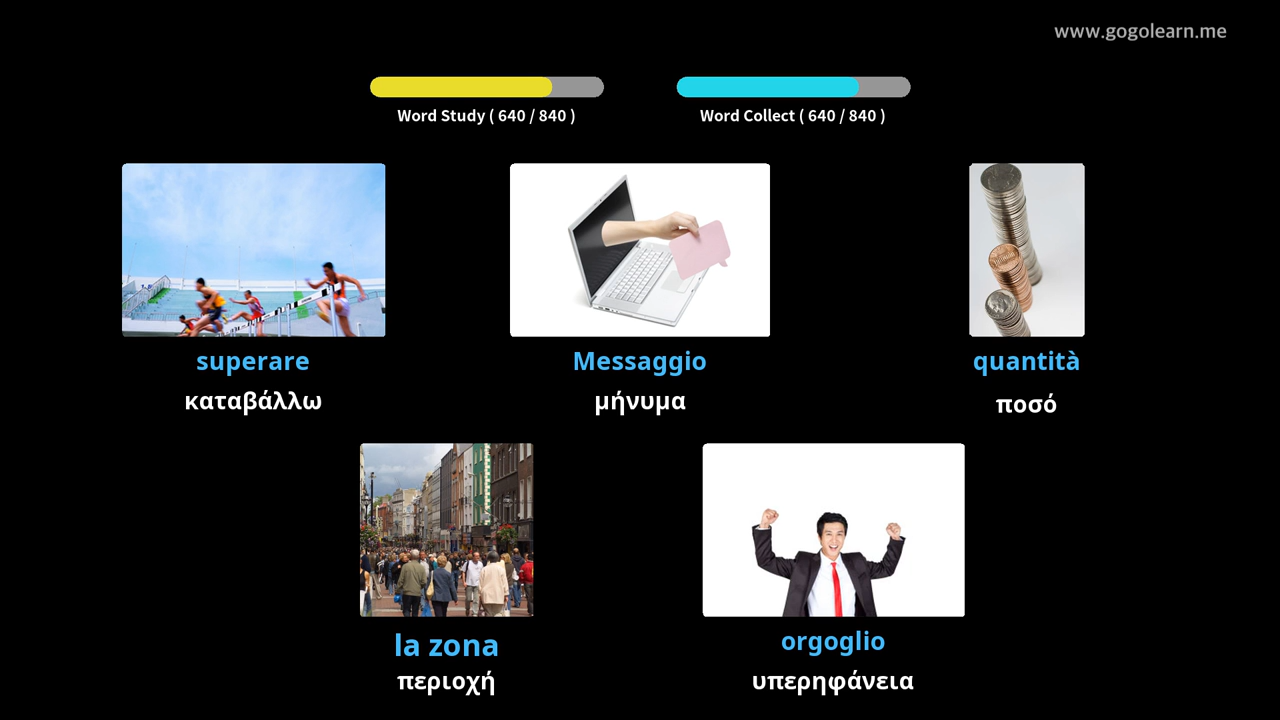 www.gogolearn.me
Word Study ( 640 / 840 )
Word Collect ( 640 / 840 )
superare
Messaggio
quantità
καταβάλλω
μήνυμα
ποσό
la zona
orgoglio
περιοχή
υπερηφάνεια